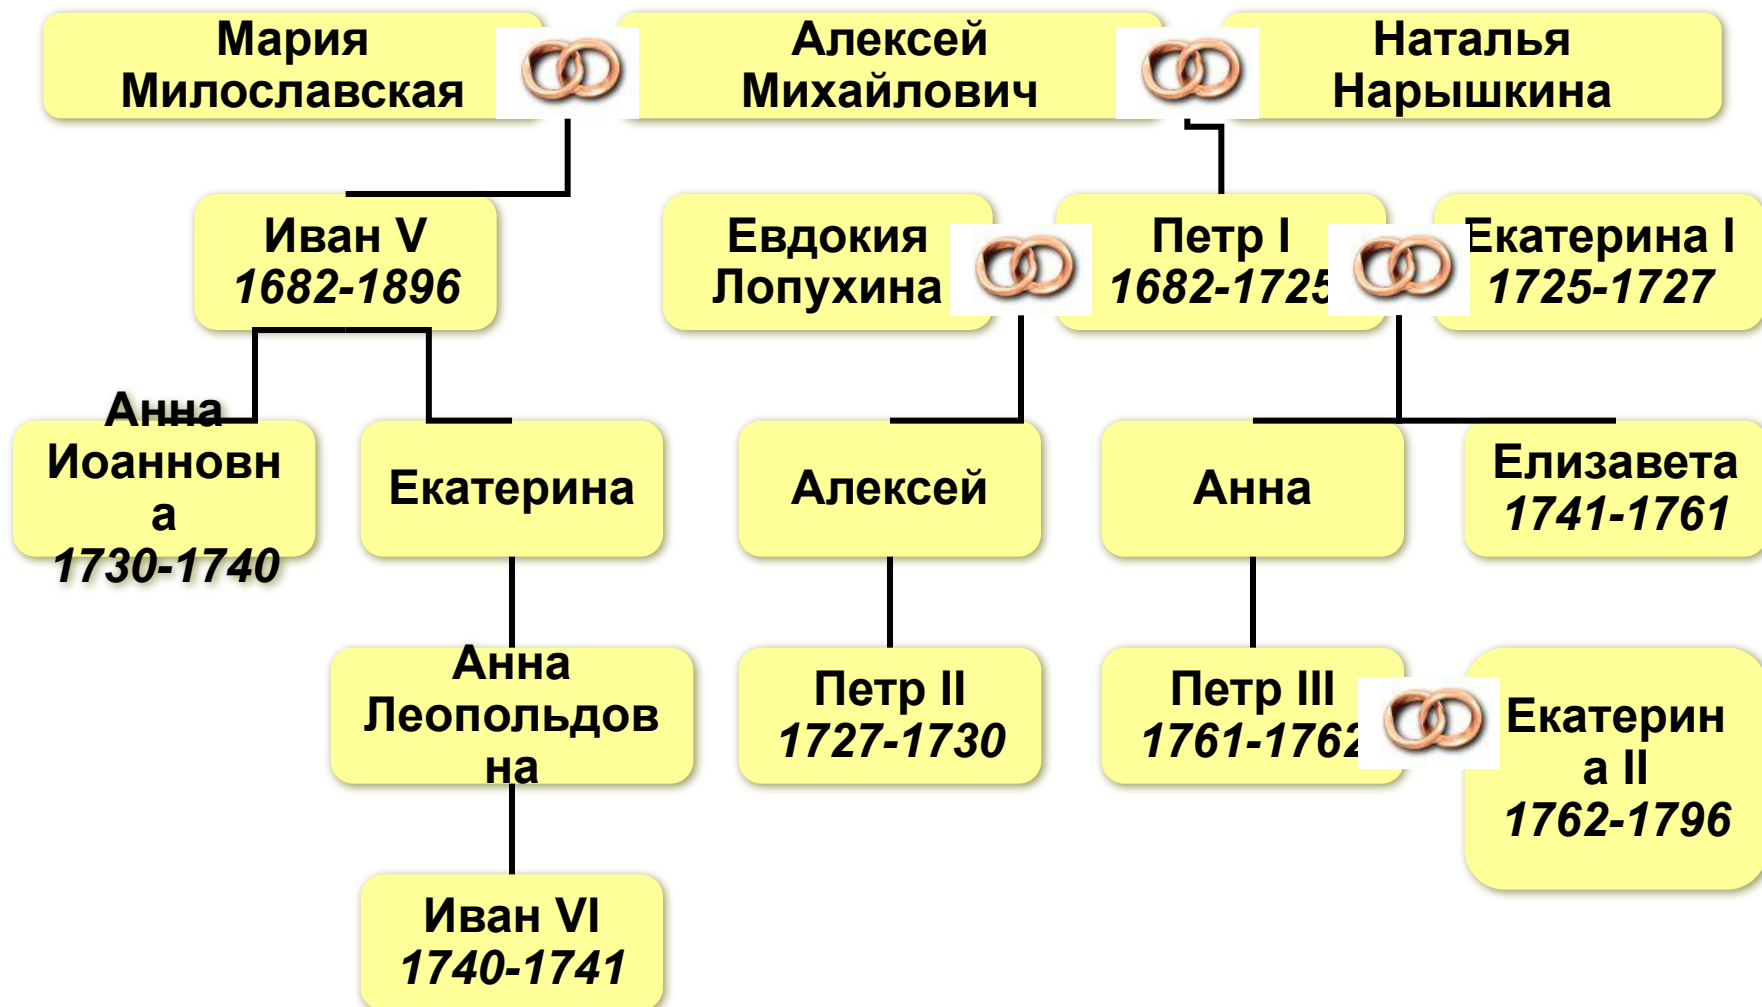 Мария
Милославская
Алексей
Михайлович
Наталья
Нарышкина
Иван V
1682-1896
Евдокия
Лопухина
Петр I
1682-1725
Екатерина I
1725-1727
Анна
Иоанновн
а
1730-1740
Екатерина
Алексей
Анна
Елизавета
1741-1761
Анна
Леопольдов
на
Петр II
1727-1730
Петр III
1761-1762
Екатерин
а II
1762-1796
Иван VI
1740-1741